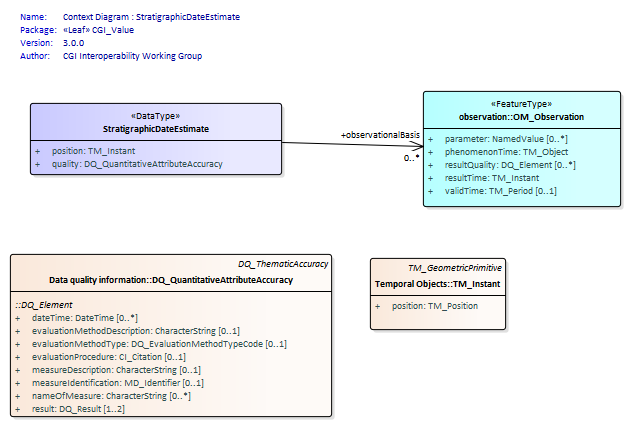 Name: Context Diagram : StratigraphicDateEstimate
Package: «Leaf» CGI_Value
Version: 3.0.0
Author: CGI Interoperability Working Group
«DataType»
StratigraphicDateEstimate
+ position: TM_Instant
+ quality: DQ_QuantitativeAttributeAccuracy
+observationalBasis
0..*
«FeatureType»
observation::OM_Observation
+ parameter: NamedValue [0..*]
+ phenomenonTime: TM_Object
+ resultQuality: DQ_Element [0..*]
+ resultTime: TM_Instant
+ validTime: TM_Period [0..1]
DQ_ThematicAccuracy
Data quality information::DQ_QuantitativeAttributeAccuracy
::DQ_Element
+ dateTime: DateTime [0..*]
+ evaluationMethodDescription: CharacterString [0..1]
+ evaluationMethodType: DQ_EvaluationMethodTypeCode [0..1]
+ evaluationProcedure: CI_Citation [0..1]
+ measureDescription: CharacterString [0..1]
+ measureIdentification: MD_Identifier [0..1]
+ nameOfMeasure: CharacterString [0..*]
+ result: DQ_Result [1..2]
TM_GeometricPrimitive
Temporal Objects::TM_Instant
+ position: TM_Position